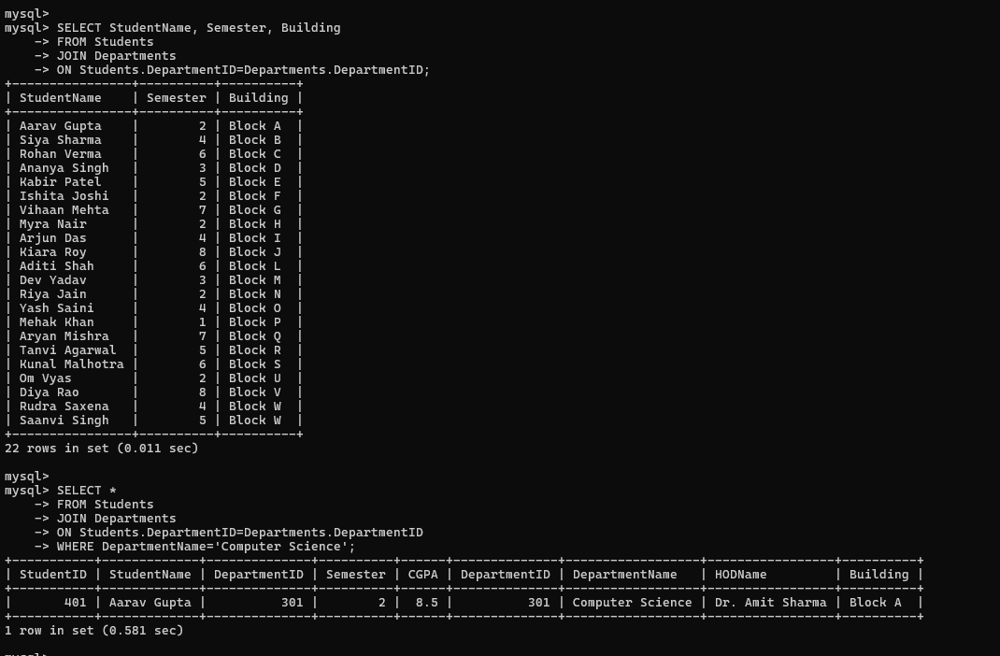 mysql>
mysql> SELECT StudentName, Semester, Building
    -> FROM Students
    -> JOIN Departments
    -> ON Students.DepartmentID=Departments.DepartmentID;
+----------------+----------+----------+
| StudentName    | Semester | Building |
+----------------+----------+----------+
| Aarav Gupta    |        2 | Block A  |
| Siya Sharma    |        4 | Block B  |
| Rohan Verma    |        6 | Block C  |
| Ananya Singh   |        3 | Block D  |
| Kabir Patel    |        5 | Block E  |
| Ishita Joshi   |        2 | Block F  |
| Vihaan Mehta   |        7 | Block G  |
| Myra Nair      |        2 | Block H  |
| Arjun Das      |        4 | Block I  |
| Kiara Roy      |        8 | Block J  |
| Aditi Shah     |        6 | Block L  |
| Dev Yadav      |        3 | Block M  |
| Riya Jain      |        2 | Block N  |
| Yash Saini     |        4 | Block O  |
| Mehak Khan     |        1 | Block P  |
| Aryan Mishra   |        7 | Block Q  |
| Tanvi Agarwal  |        5 | Block R  |
| Kunal Malhotra |        6 | Block S  |
| Om Vyas        |        2 | Block U  |
| Diya Rao       |        8 | Block V  |
| Rudra Saxena   |        4 | Block W  |
| Saanvi Singh   |        5 | Block W  |
+----------------+----------+----------+
22 rows in set (0.011 sec)

mysql>
mysql> SELECT *
    -> FROM Students
    -> JOIN Departments
    -> ON Students.DepartmentID=Departments.DepartmentID
    -> WHERE DepartmentName='Computer Science';
+-----------+-------------+--------------+----------+------+--------------+------------------+-----------------+----------+
| StudentID | StudentName | DepartmentID | Semester | CGPA | DepartmentID | DepartmentName   | HODName         | Building |
+-----------+-------------+--------------+----------+------+--------------+------------------+-----------------+----------+
|       401 | Aarav Gupta |          301 |        2 |  8.5 |          301 | Computer Science | Dr. Amit Sharma | Block A  |
+-----------+-------------+--------------+----------+------+--------------+------------------+-----------------+----------+
1 row in set (0.581 sec)

mysql>